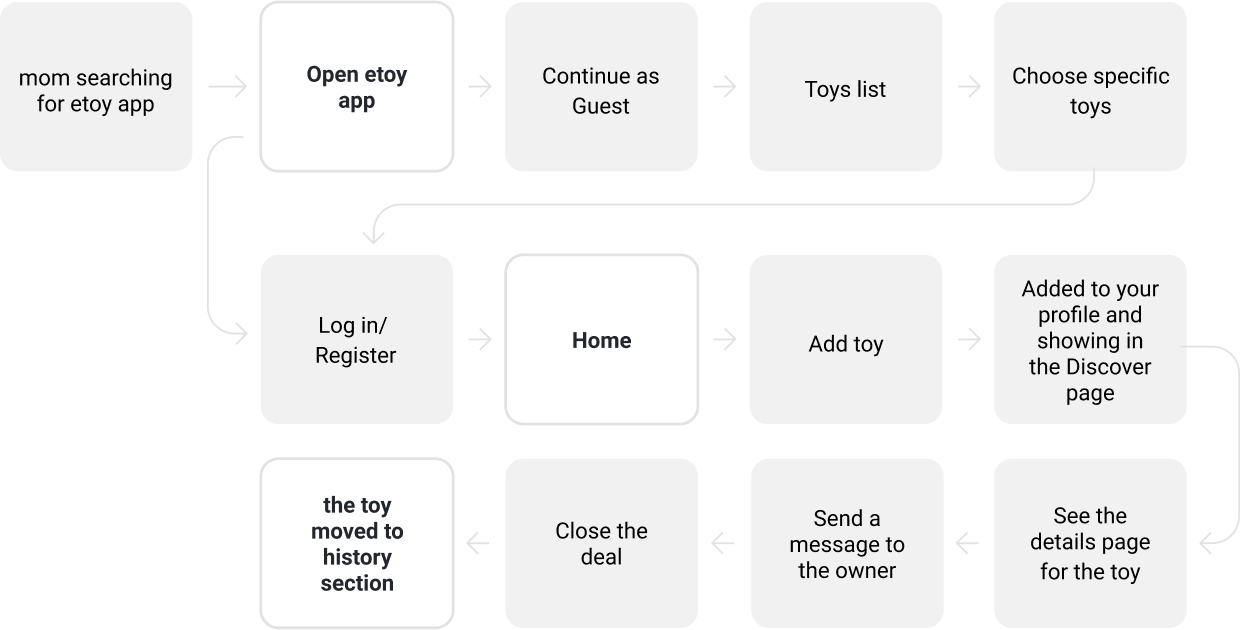 mom searching
for etoy app
Open etoy
app
Continue as
Guest
Toys list
Choose specific
toys
Log in/
Register
Home
Add toy
Added to your
profile and
showing in
the Discover
page
the toy
moved to
history
section
Close the
deal
Send a
message to
the owner
See the
details page
for the toy